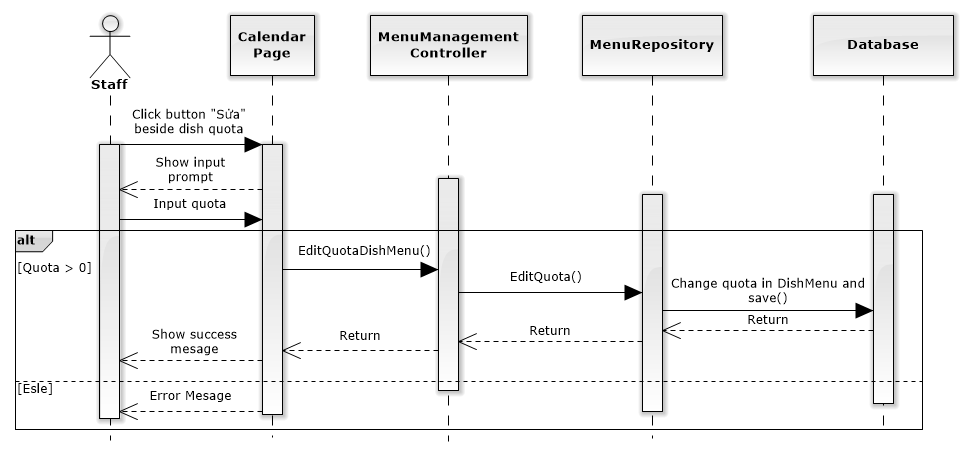 Staff
Calendar
Page
MenuManagement
Controller
MenuRepository
Database
Click button "Sửa"
beside dish quota
Show input
prompt
Input quota
alt
[Quota > 0]
EditQuotaDishMenu()
EditQuota()
Change quota in DishMenu and
save()
Return
Return
Return
Show success
mesage
[Esle]
Error Mesage